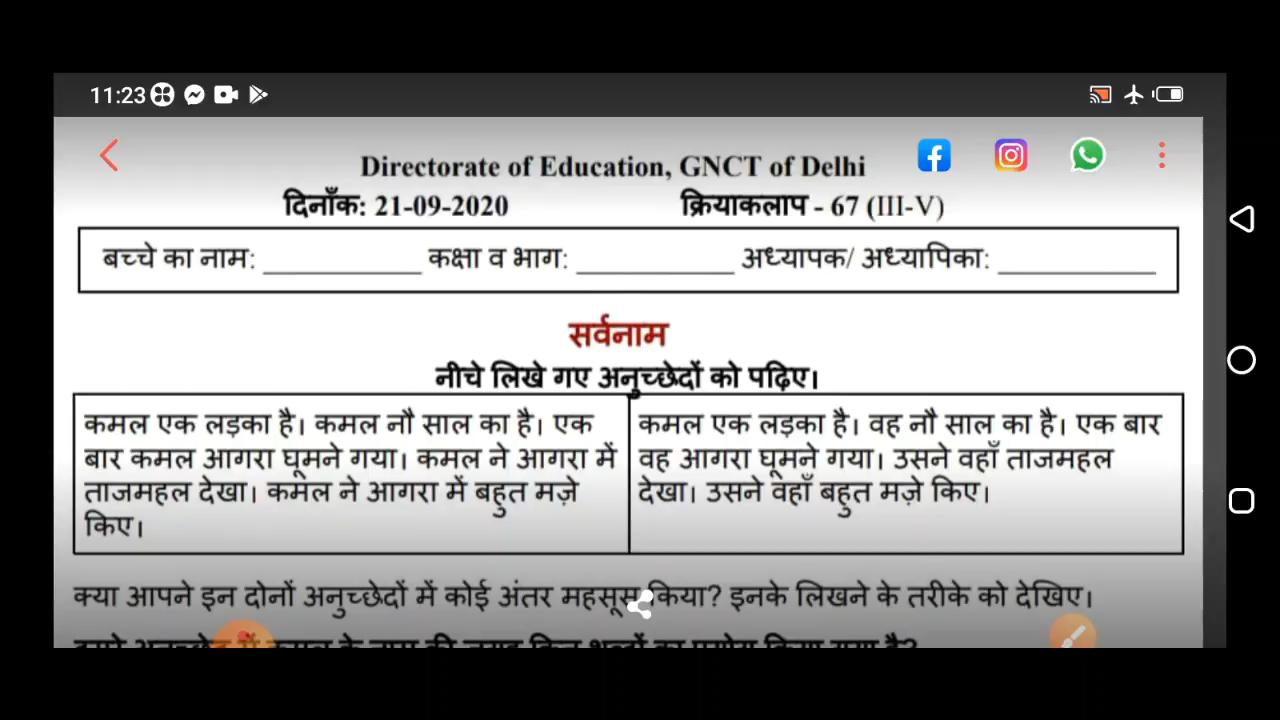 11:23
Directorate of Education, GNCT of Delhi
दिनाँक: 21-09-2020 क्रियाकलाप - 67 (III-V)
बच्चे का नाम: ____________ कक्षा व भाग: ____________ अध्यापक/ अध्यापिका: ____________
सर्वनाम
नीचे लिखे गए अनुच्छेदों को पढ़िए।
कमल एक लड़का है। कमल नौ साल का है। एक
बार कमल आगरा घूमने गया। कमल ने आगरा में
ताजमहल देखा। कमल ने आगरा में बहुत मज़े
किए।
कमल एक लड़का है। वह नौ साल का है। एक बार
वह आगरा घूमने गया। उसने वहाँ ताजमहल
देखा। उसने वहाँ बहुत मज़े किए।
क्या आपने इन दोनों अनुच्छेदों में कोई अंतर महसूस किया? इनके लिखने के तरीके को देखिए।